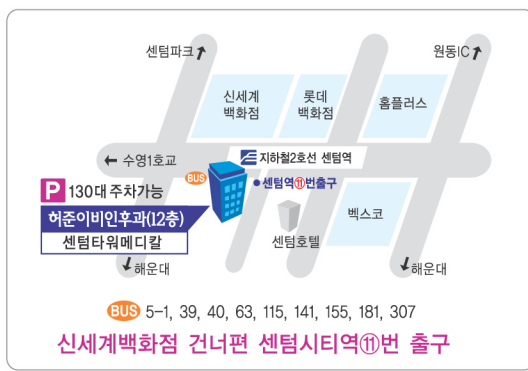 센텀파크
원동IC
신세계
백화점
롯데
백화점
홈플러스
수영1호교
지하철2호선 센텀역
BUS
센텀역⑪번출구
P 130대 주차가능
허준이비인후과(12층)
센텀타워메디칼
벡스코
센텀호텔
해운대
해운대
BUS 5-1, 39, 40, 63, 115, 141, 155, 181, 307
신세계백화점 건너편 센텀시티역⑪번 출구